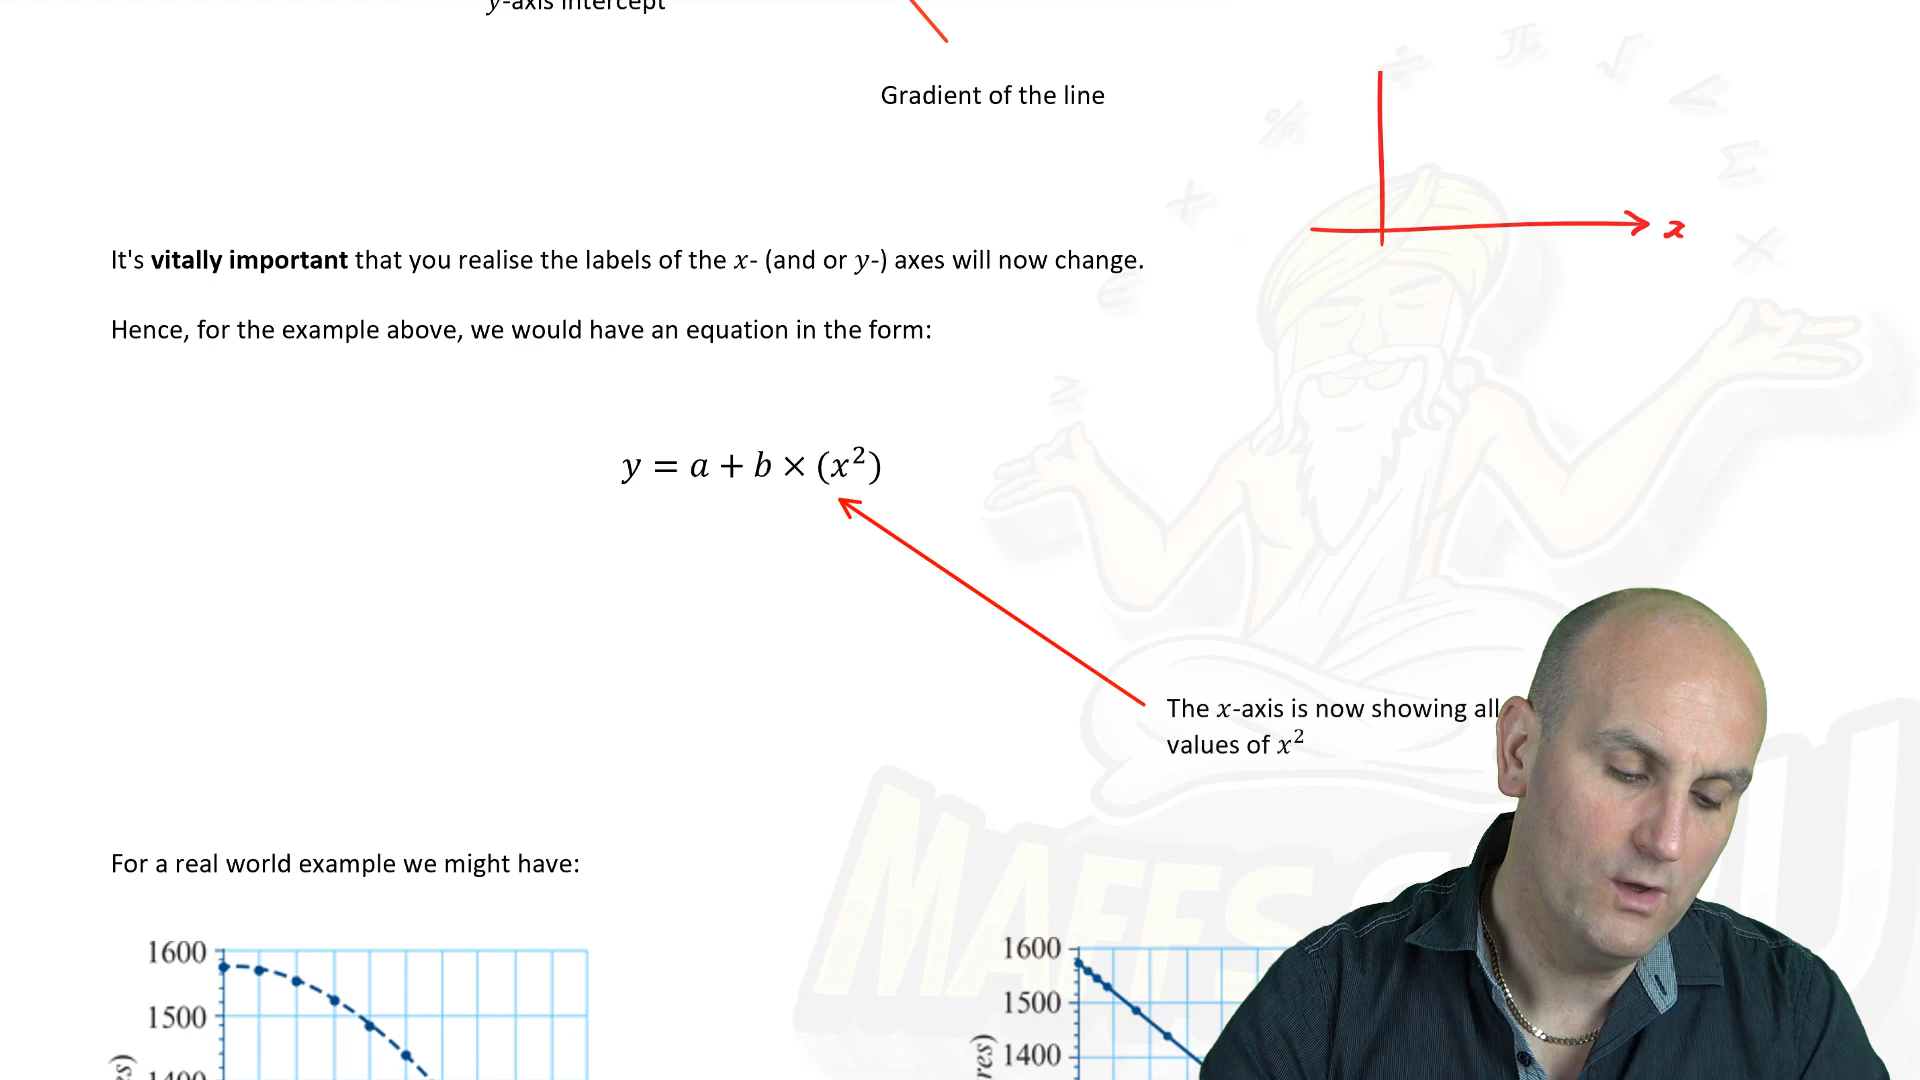 y-axis intercept
Gradient of the line
x
It's vitally important that you realise the labels of the x- (and or y-) axes will now change.
Hence, for the example above, we would have an equation in the form:
y = a + b × (x²)
The x-axis is now showing all
values of x²
For a real world example we might have:
1600
1500
1400
1600
1500
1400
MAFFS